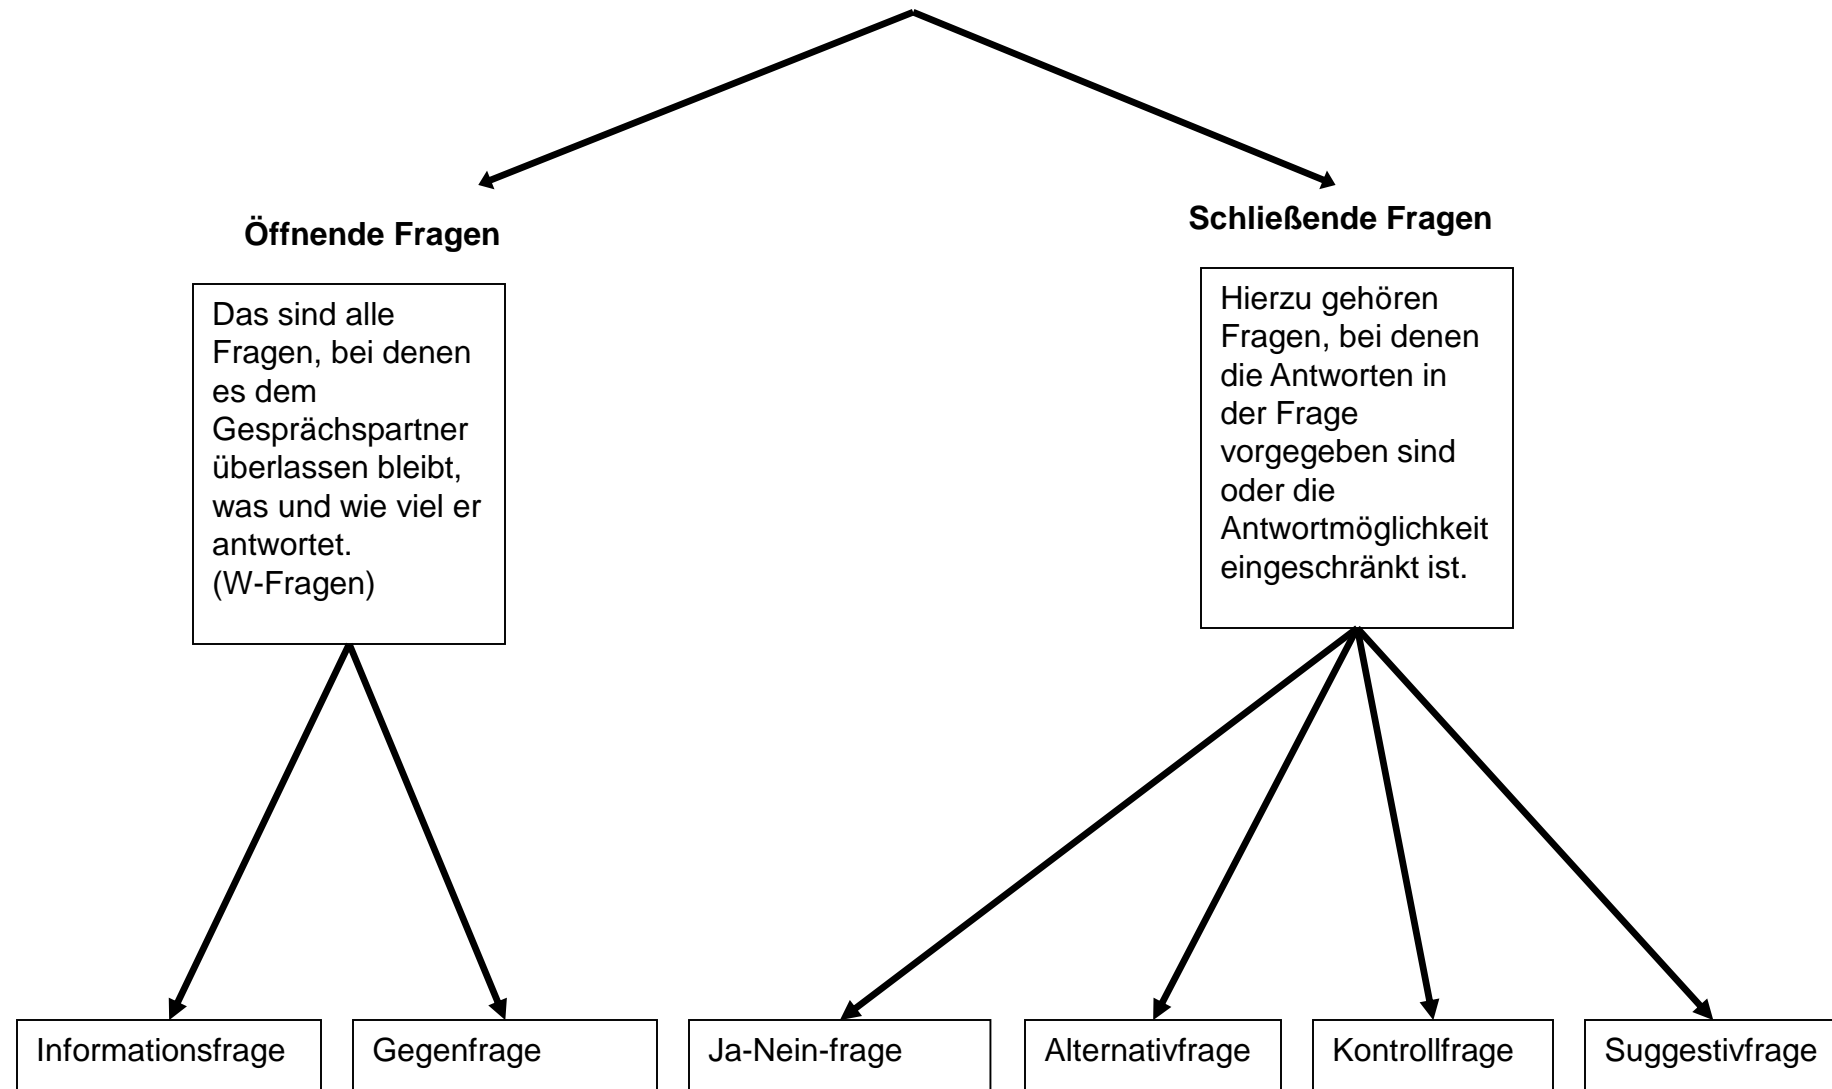 Öffnende Fragen
Das sind alle
Fragen, bei denen
es dem
Gesprächspartner
überlassen bleibt,
was und wie viel er
antwortet.
(W-Fragen)
Schließende Fragen
Hierzu gehören
Fragen, bei denen
die Antworten in
der Frage
vorgegeben sind
oder die
Antwortmöglichkeit
eingeschränkt ist.
Informationsfrage
Gegenfrage
Ja-Nein-frage
Alternativfrage
Kontrollfrage
Suggestivfrage